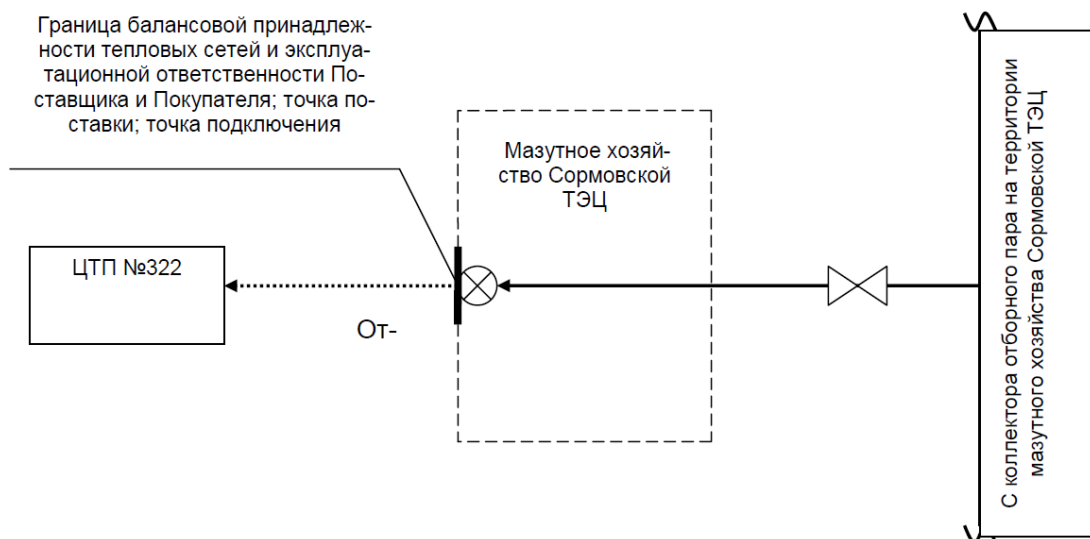 Граница балансовой принадлеж-
ности тепловых сетей и эксплуа-
тационной ответственности По-
ставщика и Покупателя; точка по-
ставки; точка подключения
Мазутное хозяй-
ство Сормовской
ТЭЦ
ЦТП №322
От-
С коллектора отборного пара на территории
мазутного хозяйства Сормовской ТЭЦ